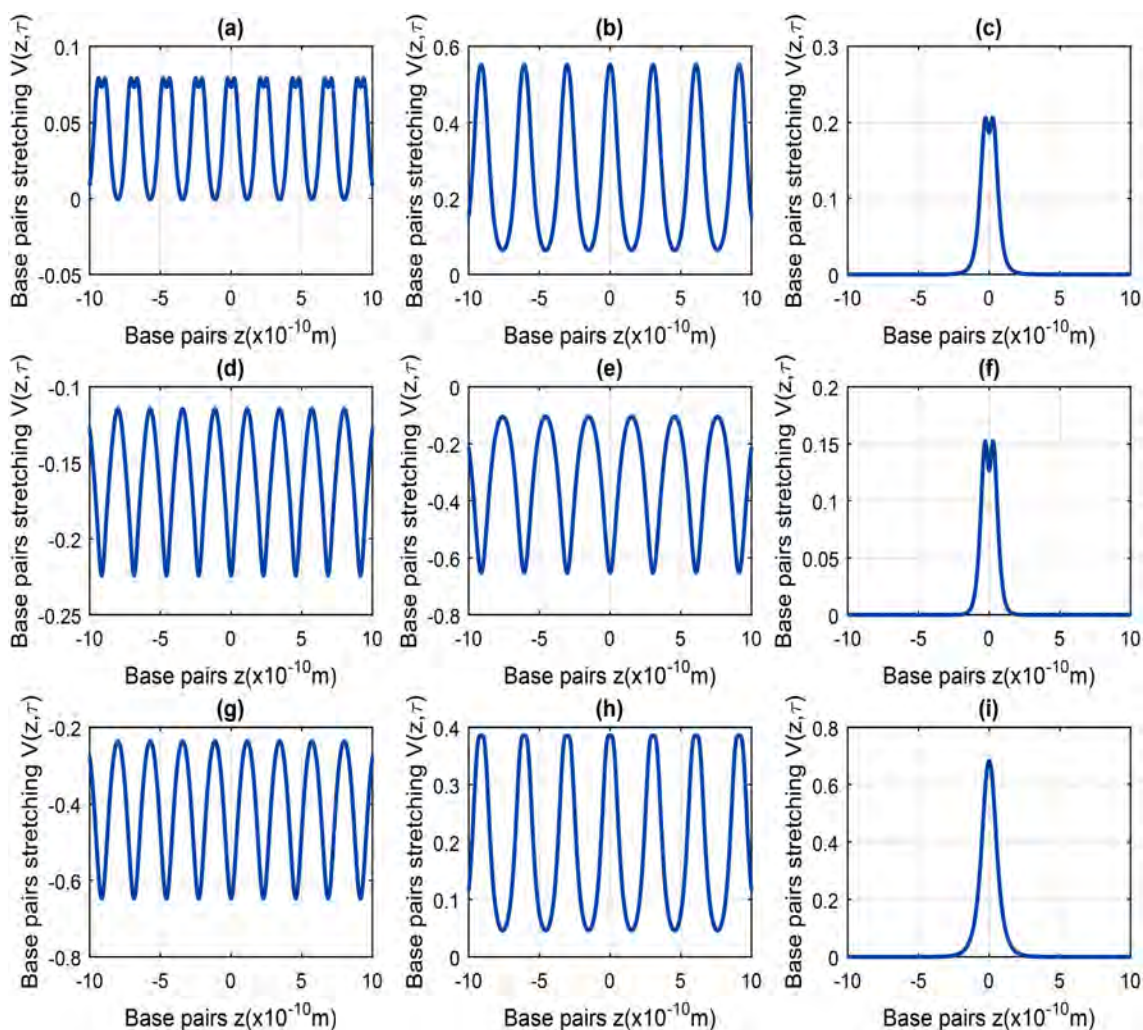 (a) (b) (c)
Base pairs stretching V(z,τ) Base pairs stretching V(z,τ) Base pairs stretching V(z,τ)
0.1 0.6 0.3
0.05 0.4 0.2
0 0.2 0.1
-0.05 0 0
-10 -5 0 5 10 -10 -5 0 5 10 -10 -5 0 5 10
Base pairs z(x10⁻¹⁰m) Base pairs z(x10⁻¹⁰m) Base pairs z(x10⁻¹⁰m)
(d) (e) (f)
Base pairs stretching V(z,τ) Base pairs stretching V(z,τ) Base pairs stretching V(z,τ)
-0.1 0 0.2
-0.15 -0.2 0.15
-0.2 -0.4 0.1
-0.6 0.05
-0.25 -0.8 0
-10 -5 0 5 10 -10 -5 0 5 10 -10 -5 0 5 10
Base pairs z(x10⁻¹⁰m) Base pairs z(x10⁻¹⁰m) Base pairs z(x10⁻¹⁰m)
(g) (h) (i)
Base pairs stretching V(z,τ) Base pairs stretching V(z,τ) Base pairs stretching V(z,τ)
-0.2 0.4 0.8
-0.4 0.3 0.6
0.2 0.4
-0.6 0.1 0.2
-0.8 0 0
-10 -5 0 5 10 -10 -5 0 5 10 -10 -5 0 5 10
Base pairs z(x10⁻¹⁰m) Base pairs z(x10⁻¹⁰m) Base pairs z(x10⁻¹⁰m)